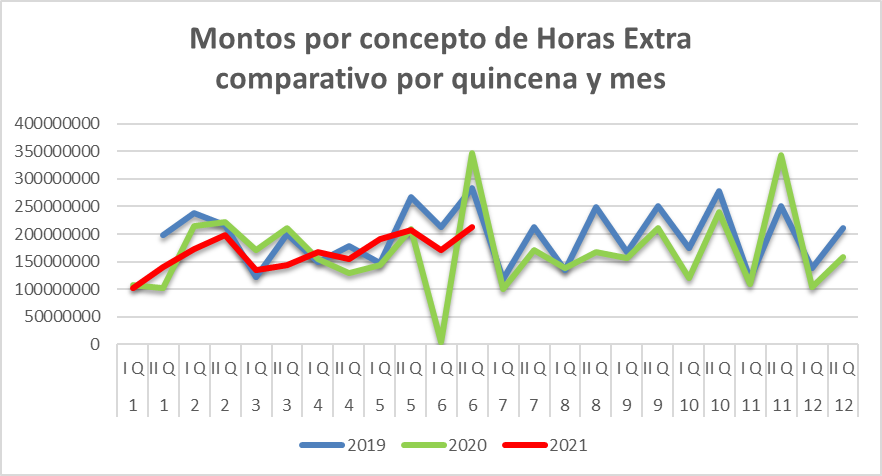 Montos por concepto de Horas Extra
comparativo por quincena y mes
400000000
350000000
300000000
250000000
200000000
150000000
100000000
50000000
0
I Q II Q I Q II Q I Q II Q I Q II Q I Q II Q I Q II Q I Q II Q I Q II Q I Q II Q I Q II Q I Q II Q I Q II Q
1 1 2 2 3 3 4 4 5 5 6 6 7 7 8 8 9 9 10 10 11 11 12 12
2019 2020 2021